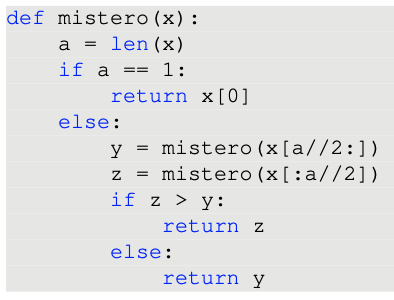 def mistero(x):
    a = len(x)
    if a == 1:
        return x[0]
    else:
        y = mistero(x[a//2:])
        z = mistero(x[:a//2])
        if z > y:
            return z
        else:
            return y